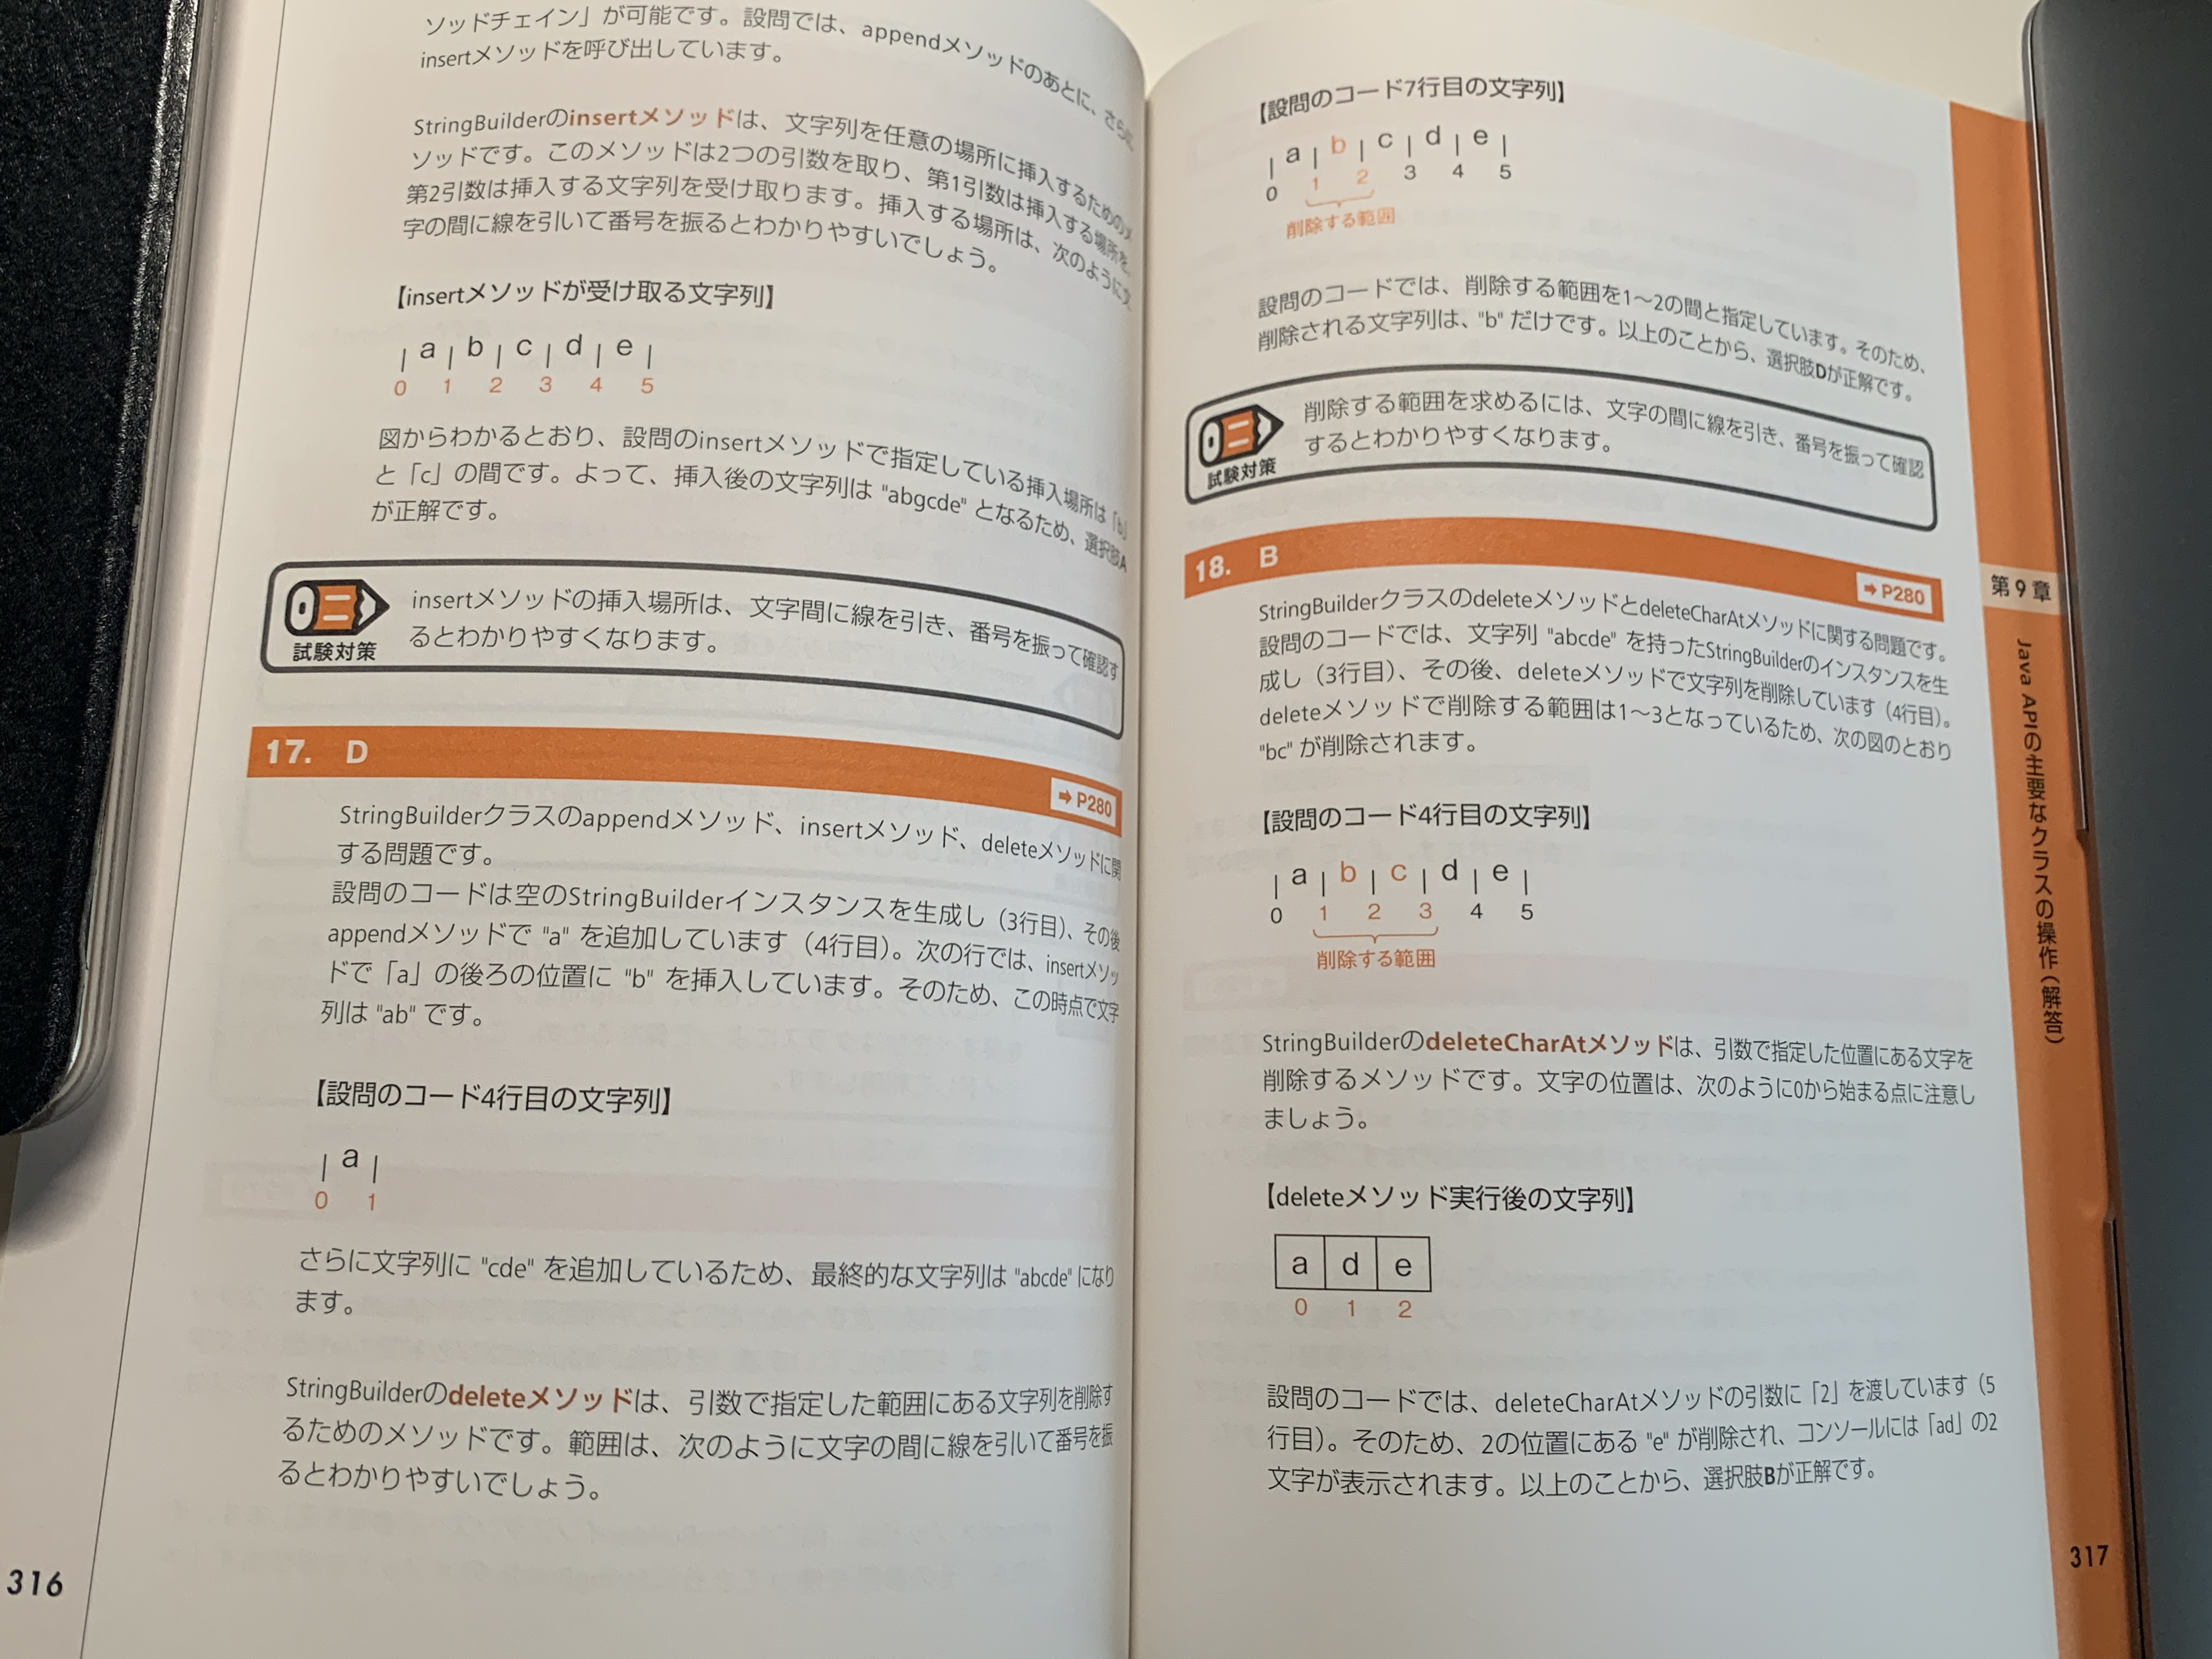 ソッドチェイン」が可能です。設問では、appendメソッドのあとに、さらに
insertメソッドを呼び出しています。
StringBuilderのinsertメソッドは、文字列を任意の場所に挿入するためのメ
ソッドです。このメソッドは2つの引数を取り、第1引数は挿入する場所を、
第2引数は挿入する文字列を受け取ります。挿入する場所は、次のように文
字の間に線を引いて番号を振るとわかりやすいでしょう。
【insertメソッドが受け取る文字列】
| a | b | c | d | e |
0 1 2 3 4 5
図からわかるとおり、設問のinsertメソッドで指定している挿入場所は「b」
と「c」の間です。よって、挿入後の文字列は "abgcde" となるため、選択肢A
が正解です。
試験対策
insertメソッドの挿入場所は、文字間に線を引き、番号を振って確認す
るとわかりやすくなります。
17. D
➡ P280
StringBuilderクラスのappendメソッド、insertメソッド、deleteメソッドに関
する問題です。
設問のコードは空のStringBuilderインスタンスを生成し（3行目）、その後
appendメソッドで "a" を追加しています（4行目）。次の行では、insertメソッ
ドで「a」の後ろの位置に "b" を挿入しています。そのため、この時点で文字
列は "ab" です。
【設問のコード4行目の文字列】
| a |
0 1
さらに文字列に "cde" を追加しているため、最終的な文字列は "abcde" になり
ます。
StringBuilderのdeleteメソッドは、引数で指定した範囲にある文字列を削除す
るためのメソッドです。範囲は、次のように文字の間に線を引いて番号を振
るとわかりやすいでしょう。
316
【設問のコード7行目の文字列】
| a | b | c | d | e |
0 1 2 3 4 5
削除する範囲
設問のコードでは、削除する範囲を1～2の間と指定しています。そのため、
削除される文字列は、"b" だけです。以上のことから、選択肢Dが正解です。
試験対策
削除する範囲を求めるには、文字の間に線を引き、番号を振って確認
するとわかりやすくなります。
18. B
➡ P280
StringBuilderクラスのdeleteメソッドとdeleteCharAtメソッドに関する問題です。
設問のコードでは、文字列 "abcde" を持ったStringBuilderのインスタンスを生
成し（3行目）、その後、deleteメソッドで文字列を削除しています（4行目）。
deleteメソッドで削除する範囲は1～3となっているため、次の図のとおり
"bc" が削除されます。
【設問のコード4行目の文字列】
| a | b | c | d | e |
0 1 2 3 4 5
削除する範囲
StringBuilderのdeleteCharAtメソッドは、引数で指定した位置にある文字を
削除するメソッドです。文字の位置は、次のように0から始まる点に注意し
ましょう。
【deleteメソッド実行後の文字列】
a d e
0 1 2
設問のコードでは、deleteCharAtメソッドの引数に「2」を渡しています（5
行目）。そのため、2の位置にある "e" が削除され、コンソールには「ad」の2
文字が表示されます。以上のことから、選択肢Bが正解です。
第9章
Java APIの主要なクラスの操作（解答）
317